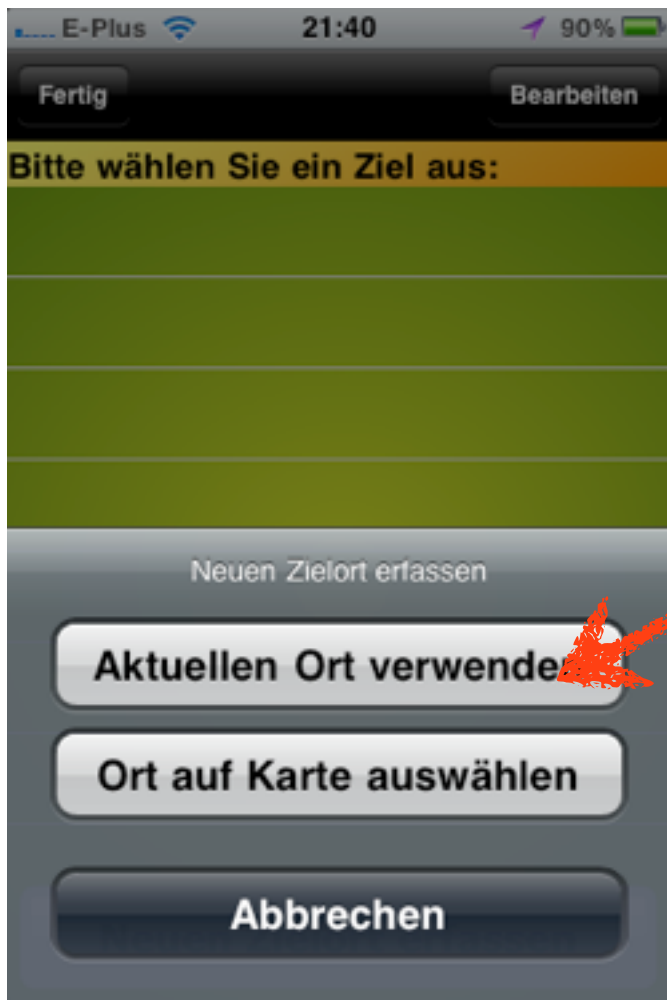 E-Plus 21:40 90%
Fertig Bearbeiten
Bitte wählen Sie ein Ziel aus:
Neuen Zielort erfassen
Aktuellen Ort verwenden
Ort auf Karte auswählen
Abbrechen